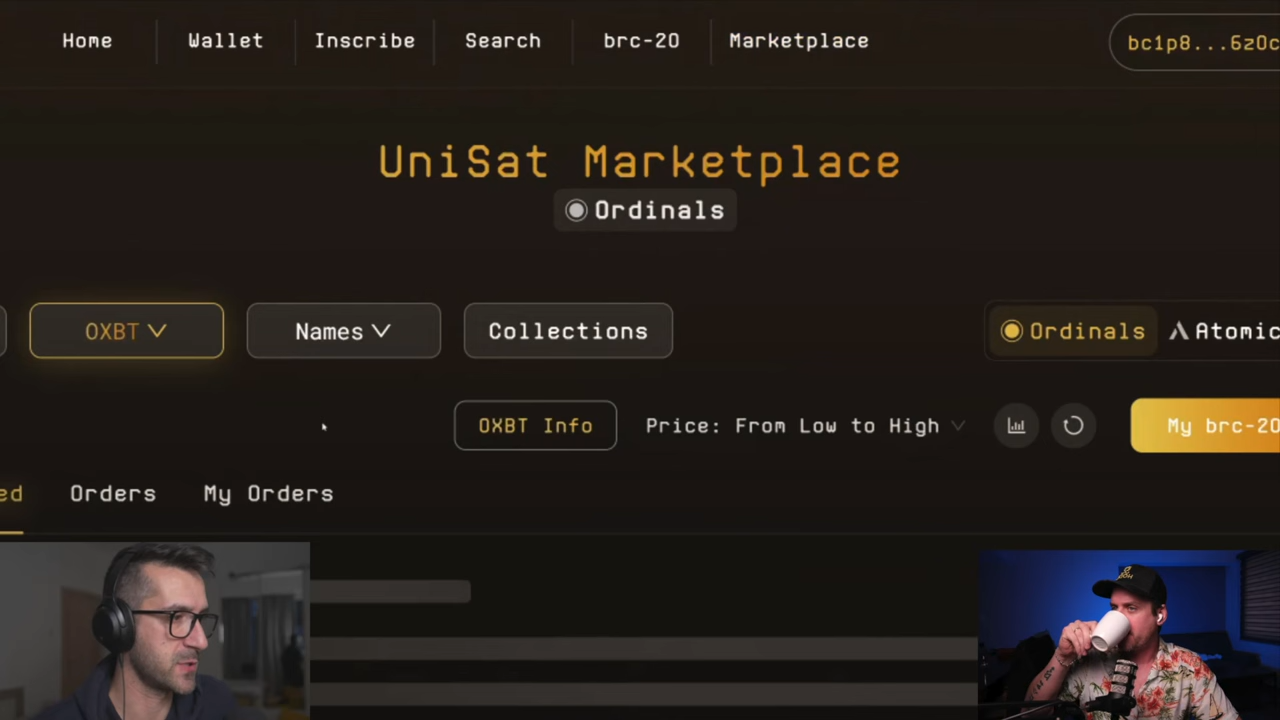 Home Wallet Inscribe Search brc-20 Marketplace bc1p8...6z0c
UniSat Marketplace
Ordinals
OXBT Names Collections Ordinals Atomic
OXBT Info Price: From Low to High My brc-20
ed Orders My Orders